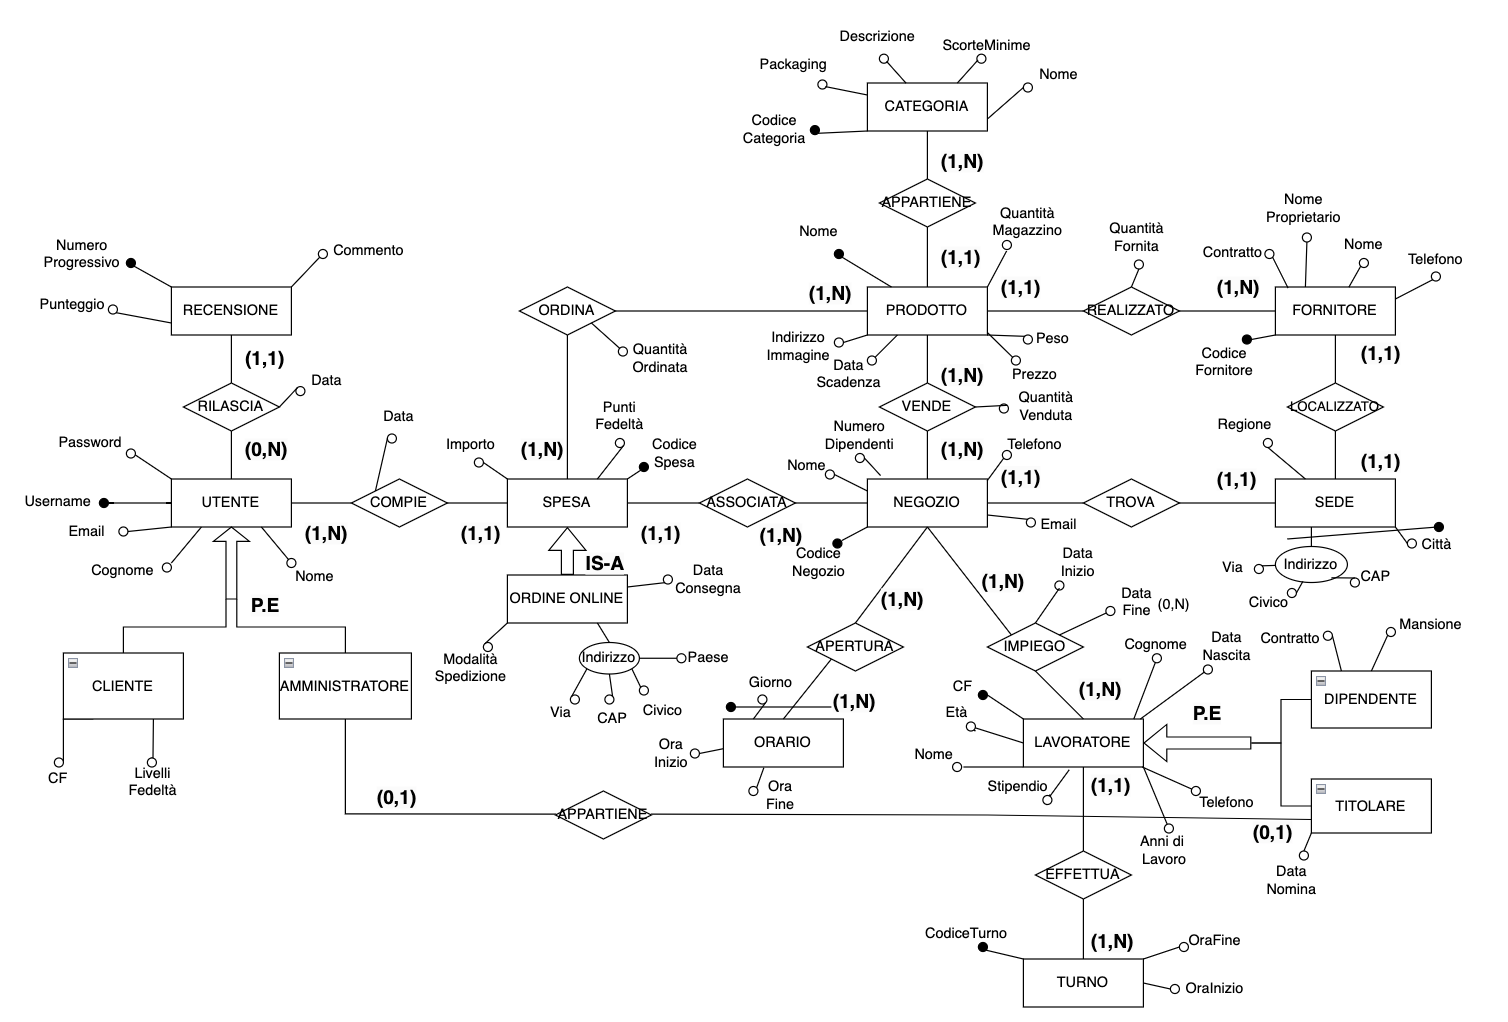 Descrizione
ScorteMinime
Packaging
Nome
CATEGORIA
Codice
Categoria
(1,N)
APPARTIENE
Nome
Quantità
Magazzino
(1,1)
Numero
Progressivo
Commento
Punteggio
RECENSIONE
(1,1)
ORDINA
Quantità
Ordinata
(1,N)
PRODOTTO
(1,1)
Indirizzo
Immagine
Data
Scadenza
Peso
Prezzo
Quantità
Fornita
REALIZZATO
(1,N)
Nome
Proprietario
Contratto
Nome
Telefono
FORNITORE
Codice
Fornitore
(1,1)
RILASCIA
Data
(0,N)
(1,N)
VENDE
Quantità
Venduta
(1,N)
LOCALIZZATO
(1,1)
Password
Username
Email
Cognome
Nome
UTENTE
(1,N)
Data
COMPIE
(1,1)
Importo
(1,N)
Punti
Fedeltà
Codice
Spesa
SPESA
(1,1)
ASSOCIATA
(1,N)
Numero
Dipendenti
Nome
Telefono
NEGOZIO
(1,1)
Email
Codice
Negozio
TROVA
(1,1)
Regione
SEDE
Città
Indirizzo
Via
Civico
CAP
P.E
IS-A
ORDINE ONLINE
Data
Consegna
Modalità
Spedizione
Indirizzo
Paese
Via
CAP
Civico
(1,N)
APERTURA
(1,N)
Giorno
Ora
Inizio
ORARIO
Ora
Fine
(1,N)
Data
Inizio
Data
Fine
(0,N)
IMPIEGO
(1,N)
Cognome
Data
Nascita
CF
Età
Nome
Stipendio
LAVORATORE
(1,1)
Telefono
Anni di
Lavoro
P.E
Contratto
Mansione
DIPENDENTE
TITOLARE
(0,1)
Data
Nomina
CLIENTE
CF
Livelli
Fedeltà
AMMINISTRATORE
(0,1)
APPARTIENE
EFFETTUA
(1,N)
CodiceTurno
OraFine
TURNO
OraInizio